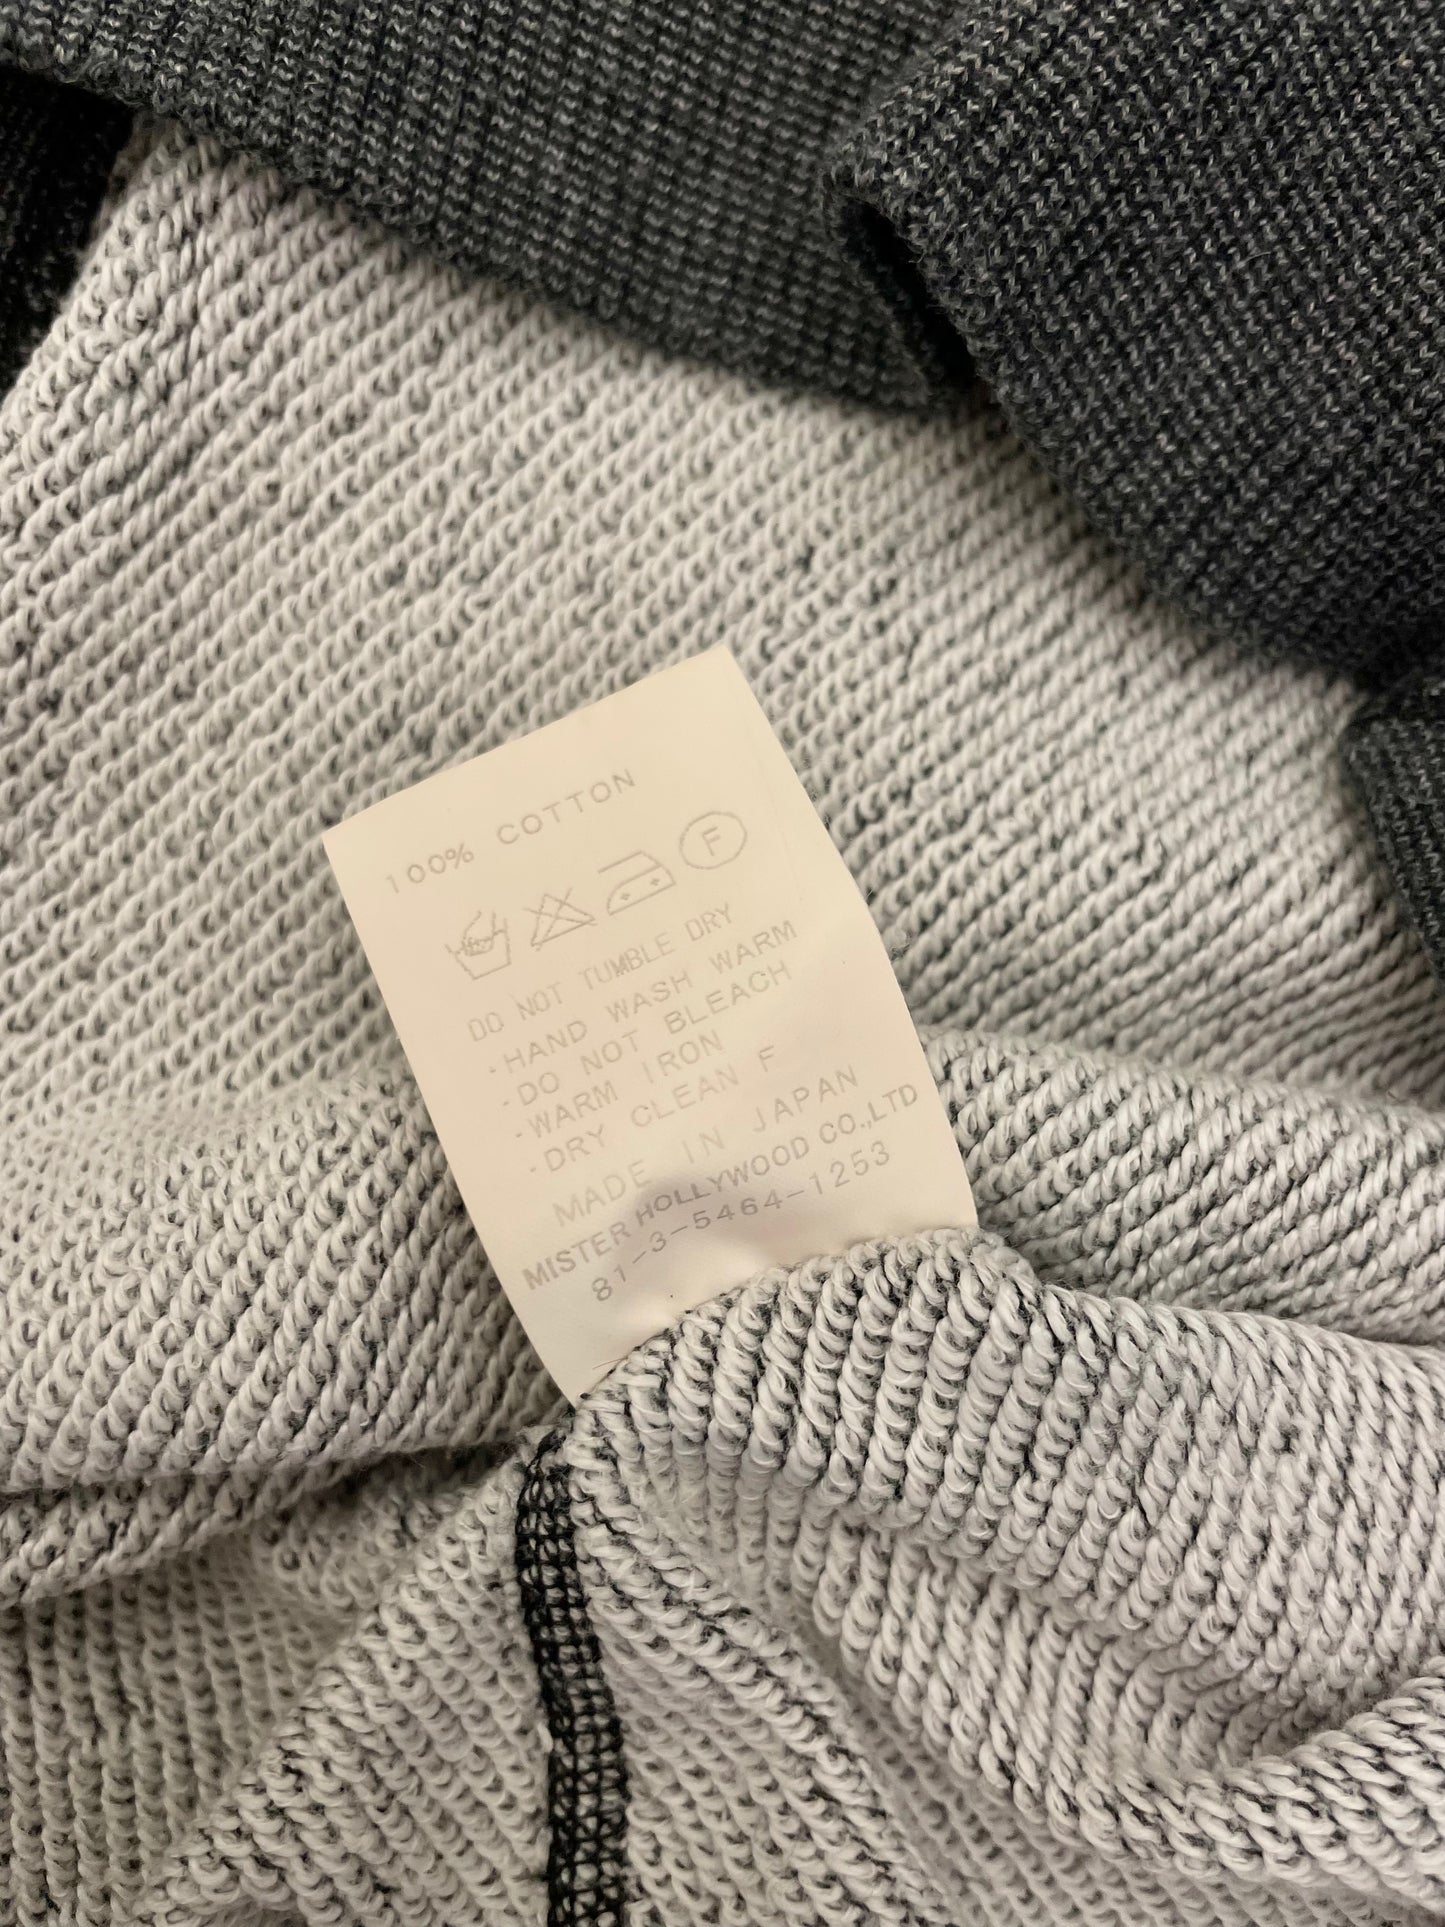 100% COTTON
F
DO NOT TUMBLE DRY
·HAND WASH WARM
·DO NOT BLEACH
·WARM IRON
·DRY CLEAN F
MADE IN JAPAN
MISTER HOLLYWOOD CO.,LTD
81-3-5464-1253